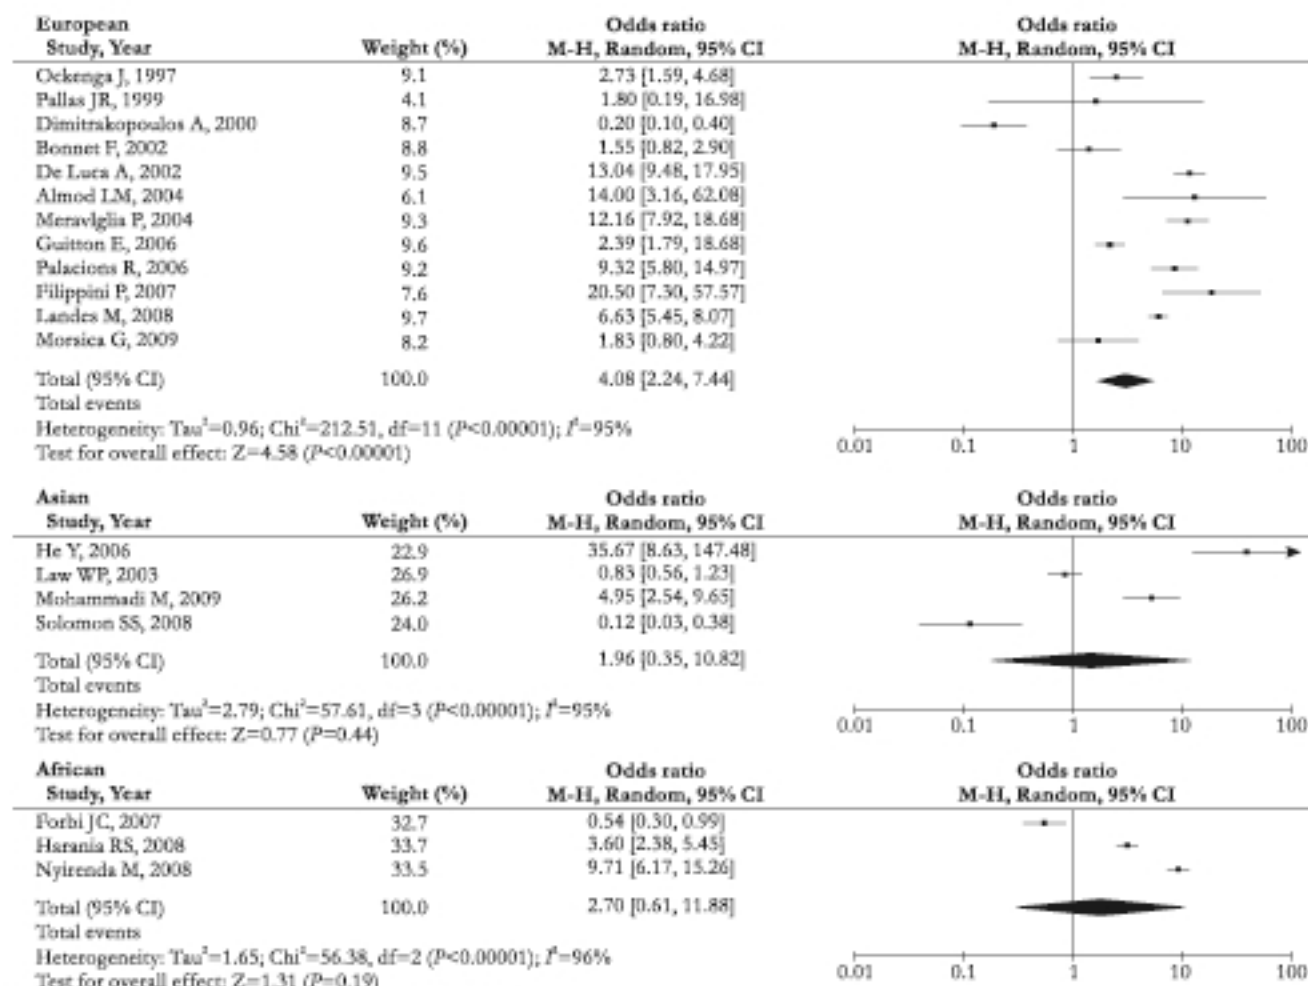 European Odds ratio Odds ratio
Study, Year Weight (%) M-H, Random, 95% CI M-H, Random, 95% CI
Ockenga J, 1997 9.1 2.73 [1.59, 4.68]
Pallas JR, 1999 4.1 1.80 [0.19, 16.98]
Dimitrakopoulos A, 2000 8.7 0.20 [0.10, 0.40]
Bonnet F, 2002 8.8 1.55 [0.82, 2.90]
De Luca A, 2002 9.5 13.04 [9.48, 17.95]
Almod LM, 2004 6.1 14.00 [3.16, 62.08]
Meravlglia P, 2004 9.3 12.16 [7.92, 18.68]
Guitton E, 2006 9.6 2.39 [1.79, 18.68]
Palacions R, 2006 9.2 9.32 [5.80, 14.97]
Filippini P, 2007 7.6 20.50 [7.30, 57.57]
Landes M, 2008 9.7 6.63 [5.45, 8.07]
Morsica G, 2009 8.2 1.83 [0.80, 4.22]
Total (95% CI) 100.0 4.08 [2.24, 7.44]
Total events
Heterogeneity: Tau²=0.96; Chi²=212.51, df=11 (P<0.00001); I²=95%
Test for overall effect: Z=4.58 (P<0.00001)
0.01 0.1 1 10 100
Asian Odds ratio Odds ratio
Study, Year Weight (%) M-H, Random, 95% CI M-H, Random, 95% CI
He Y, 2006 22.9 35.67 [8.63, 147.48]
Law WP, 2003 26.9 0.83 [0.56, 1.23]
Mohammadi M, 2009 26.2 4.95 [2.54, 9.65]
Solomon SS, 2008 24.0 0.12 [0.03, 0.38]
Total (95% CI) 100.0 1.96 [0.35, 10.82]
Total events
Heterogeneity: Tau²=2.79; Chi²=57.61, df=3 (P<0.00001); I²=95%
Test for overall effect: Z=0.77 (P=0.44)
0.01 0.1 1 10 100
African Odds ratio Odds ratio
Study, Year Weight (%) M-H, Random, 95% CI M-H, Random, 95% CI
Forbi JC, 2007 32.7 0.54 [0.30, 0.99]
Harania RS, 2008 33.7 3.60 [2.38, 5.45]
Nyirenda M, 2008 33.5 9.71 [6.17, 15.26]
Total (95% CI) 100.0 2.70 [0.61, 11.88]
Total events
Heterogeneity: Tau²=1.65; Chi²=56.38, df=2 (P<0.00001); I²=96%
Test for overall effect: Z=1.31 (P=0.19)
0.01 0.1 1 10 100